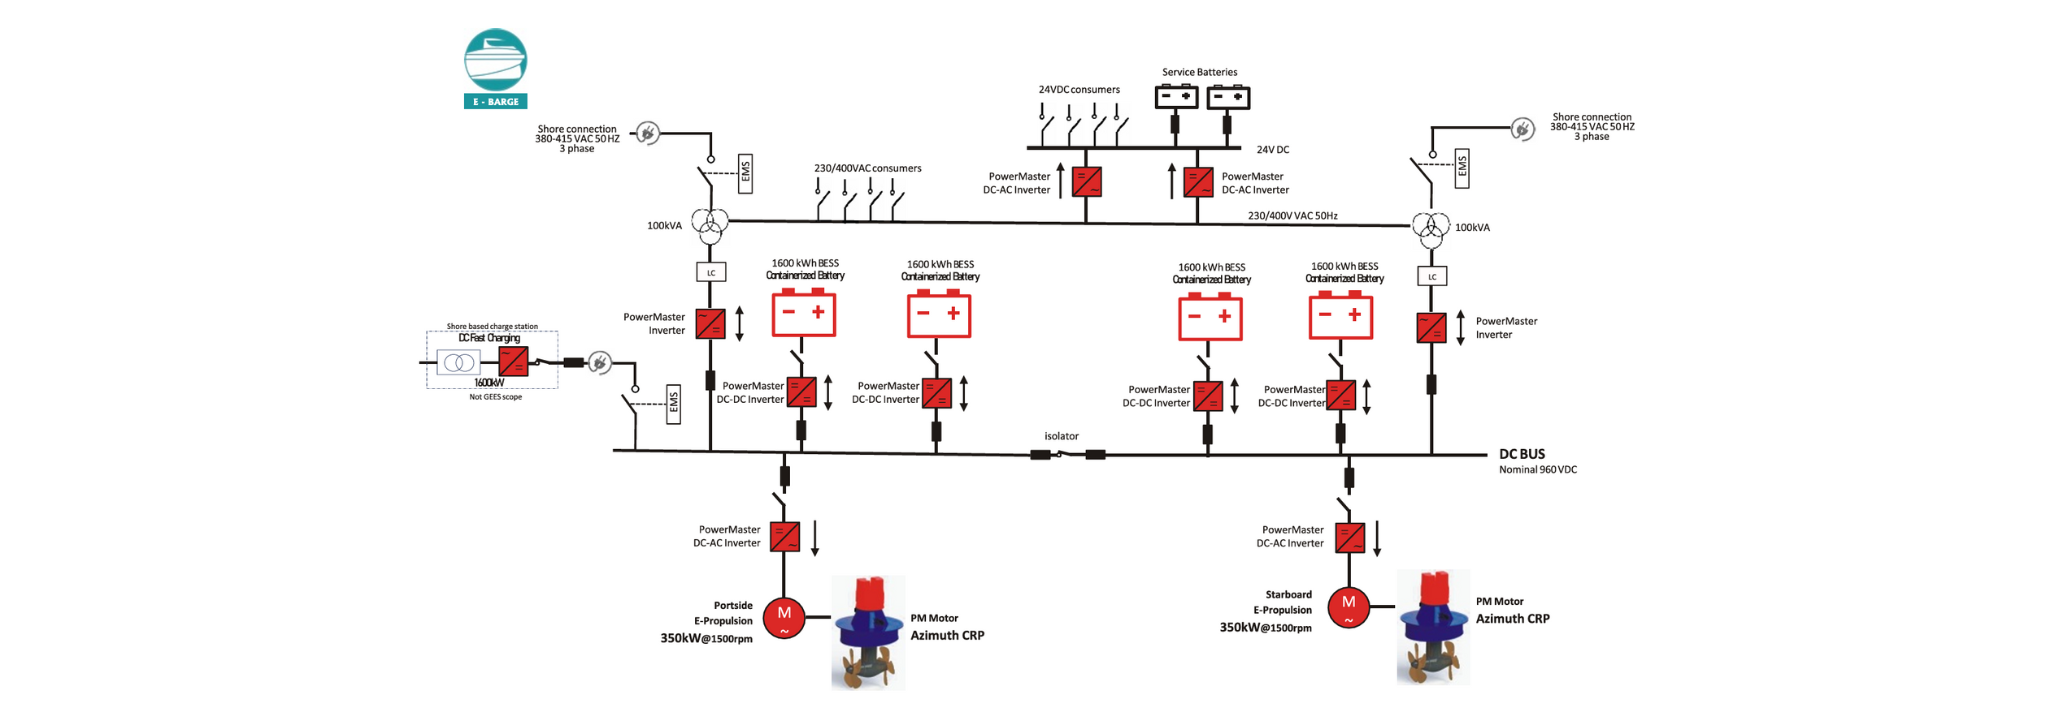 E - BARGE
Service Batteries
24VDC consumers
Shore connection
380-415 VAC 50 HZ
3 phase
EMS
230/400VAC consumers
24V DC
PowerMaster
DC-AC Inverter
PowerMaster
DC-AC Inverter
Shore connection
380-415 VAC 50 HZ
3 phase
EMS
100kVA
230/400V VAC 50Hz
100kVA
LC
1600 kWh BESS
Containerized Battery
1600 kWh BESS
Containerized Battery
1600 kWh BESS
Containerized Battery
1600 kWh BESS
Containerized Battery
LC
PowerMaster
Inverter
PowerMaster
Inverter
Shore based charge station
DC Fast Charging
1600kW
Not GEES scope
EMS
PowerMaster
DC-DC Inverter
PowerMaster
DC-DC Inverter
PowerMaster
DC-DC Inverter
PowerMaster
DC-DC Inverter
isolator
DC BUS
Nominal 960 VDC
PowerMaster
DC-AC Inverter
PowerMaster
DC-AC Inverter
Portside
E-Propulsion
350kW@1500rpm
M
~
PM Motor
Azimuth CRP
Starboard
E-Propulsion
350kW@1500rpm
M
~
PM Motor
Azimuth CRP